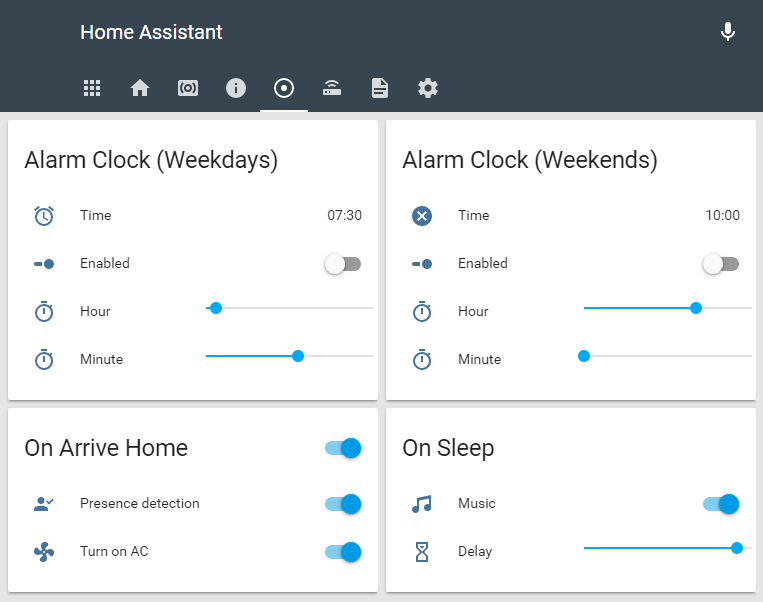 Home Assistant
Alarm Clock (Weekdays)
Time 07:30
Enabled
Hour
Minute
Alarm Clock (Weekends)
Time 10:00
Enabled
Hour
Minute
On Arrive Home
Presence detection
Turn on AC
On Sleep
Music
Delay